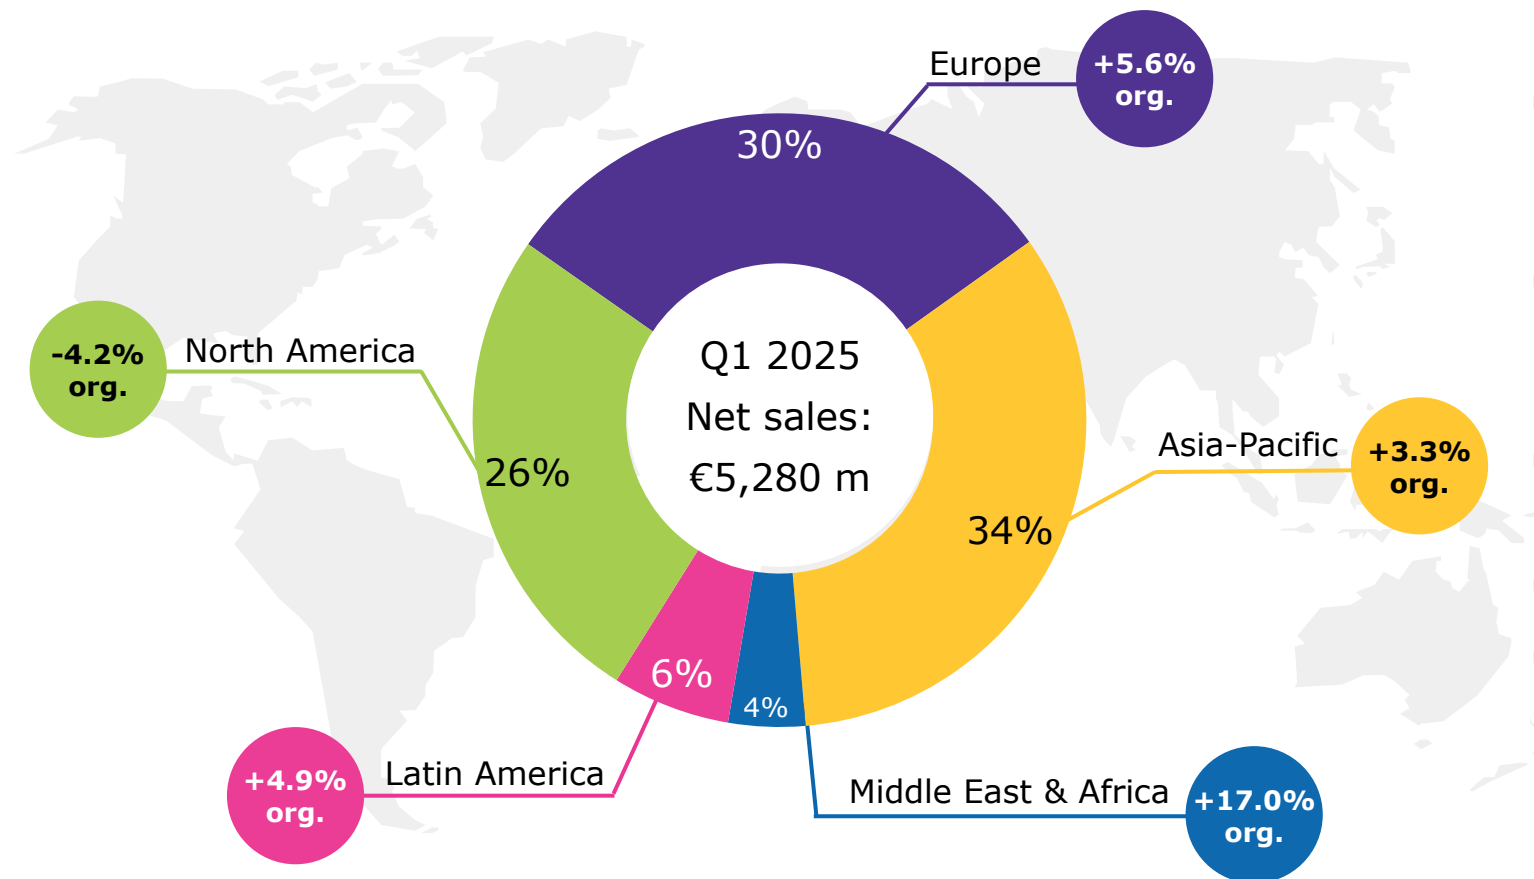 Europe
+5.6%
org.
30%
-4.2%
org.
North America
Q1 2025
Net sales:
€5,280 m
26%
Asia-Pacific
+3.3%
org.
34%
6%
4%
+4.9%
org.
Latin America
Middle East & Africa
+17.0%
org.